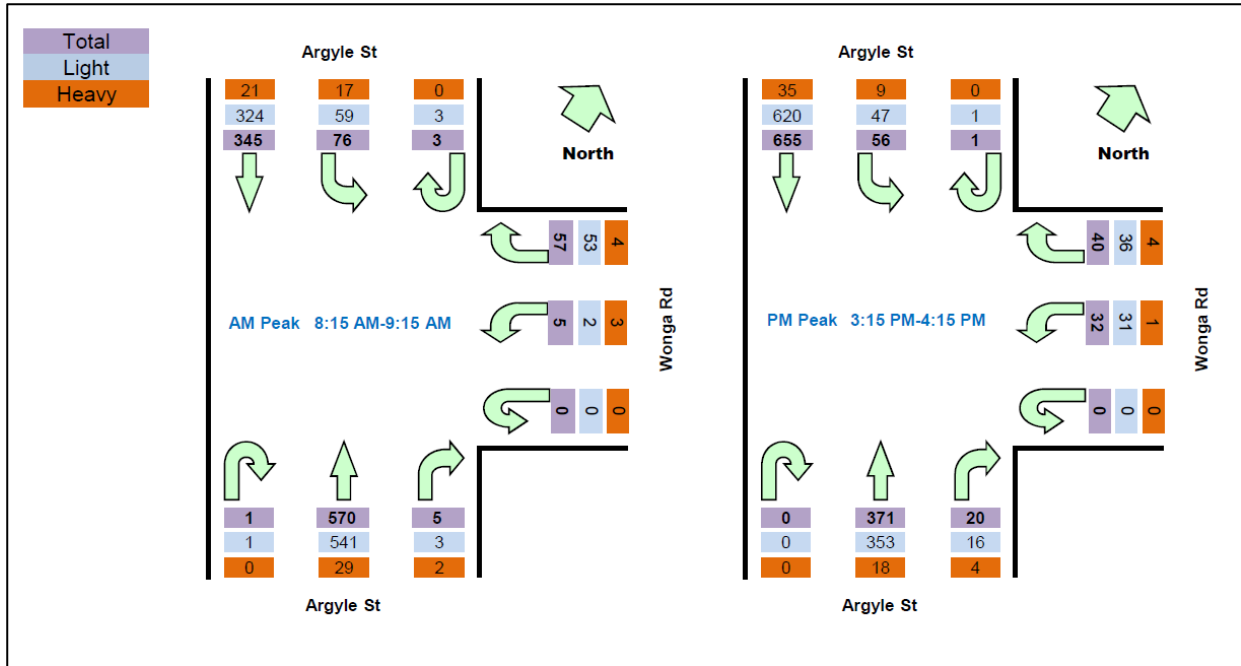 Total
Light
Heavy
Argyle St
21 17 0
324 59 3
345 76 3
North
57 53 4
AM Peak 8:15 AM-9:15 AM
5 2 3
Wonga Rd
0 0 0
1 570 5
1 541 3
0 29 2
Argyle St
Argyle St
35 9 0
620 47 1
655 56 1
North
40 36 4
PM Peak 3:15 PM-4:15 PM
32 31 1
Wonga Rd
0 0 0
0 371 20
0 353 16
0 18 4
Argyle St